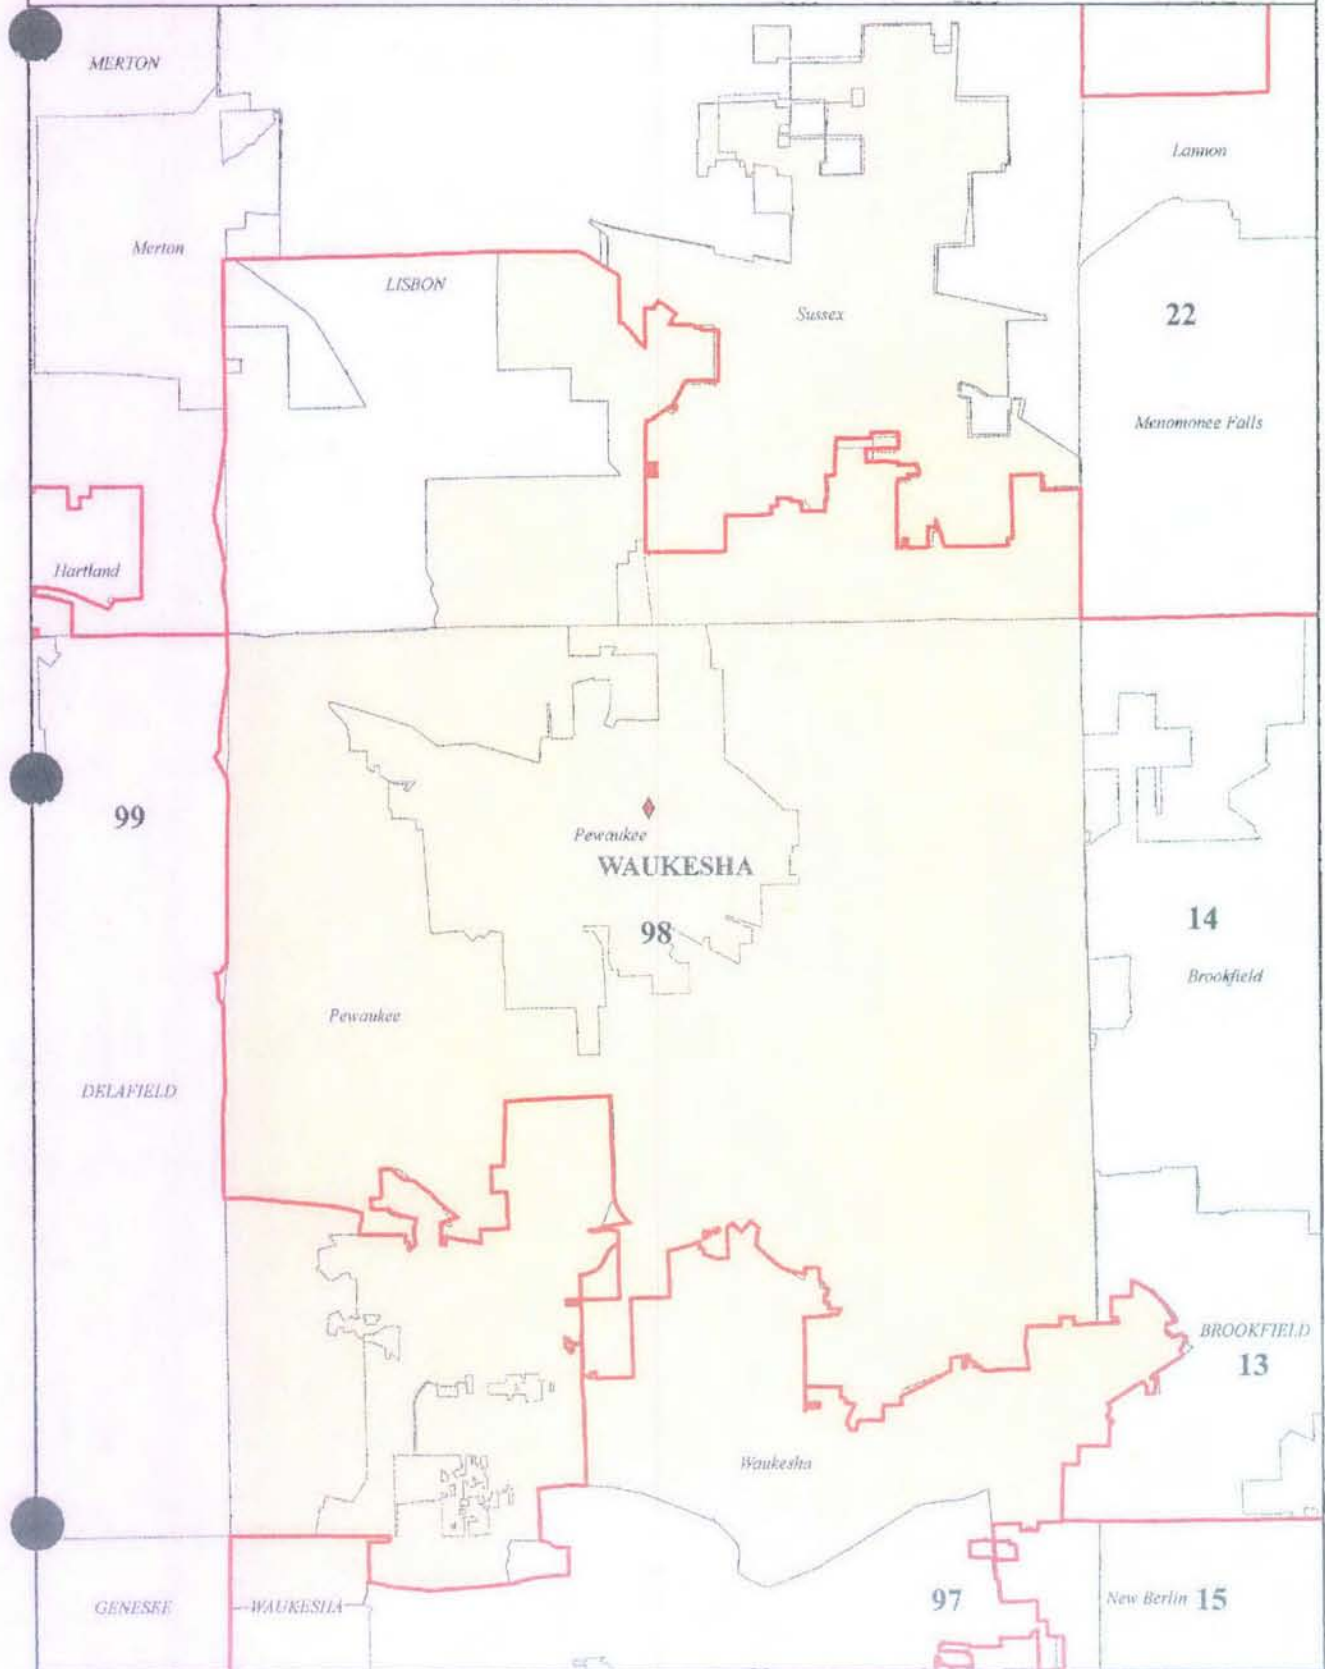 MERTON
Lannon
Merton
LISBON
Sussex
22
Menomonee Falls
Hartland
99
Pewaukee
WAUKESHA
98
14
Brookfield
Pewaukee
DELAFIELD
BROOKFIELD
13
Waukesha
GENESEE
WAUKESHA
97
New Berlin 15